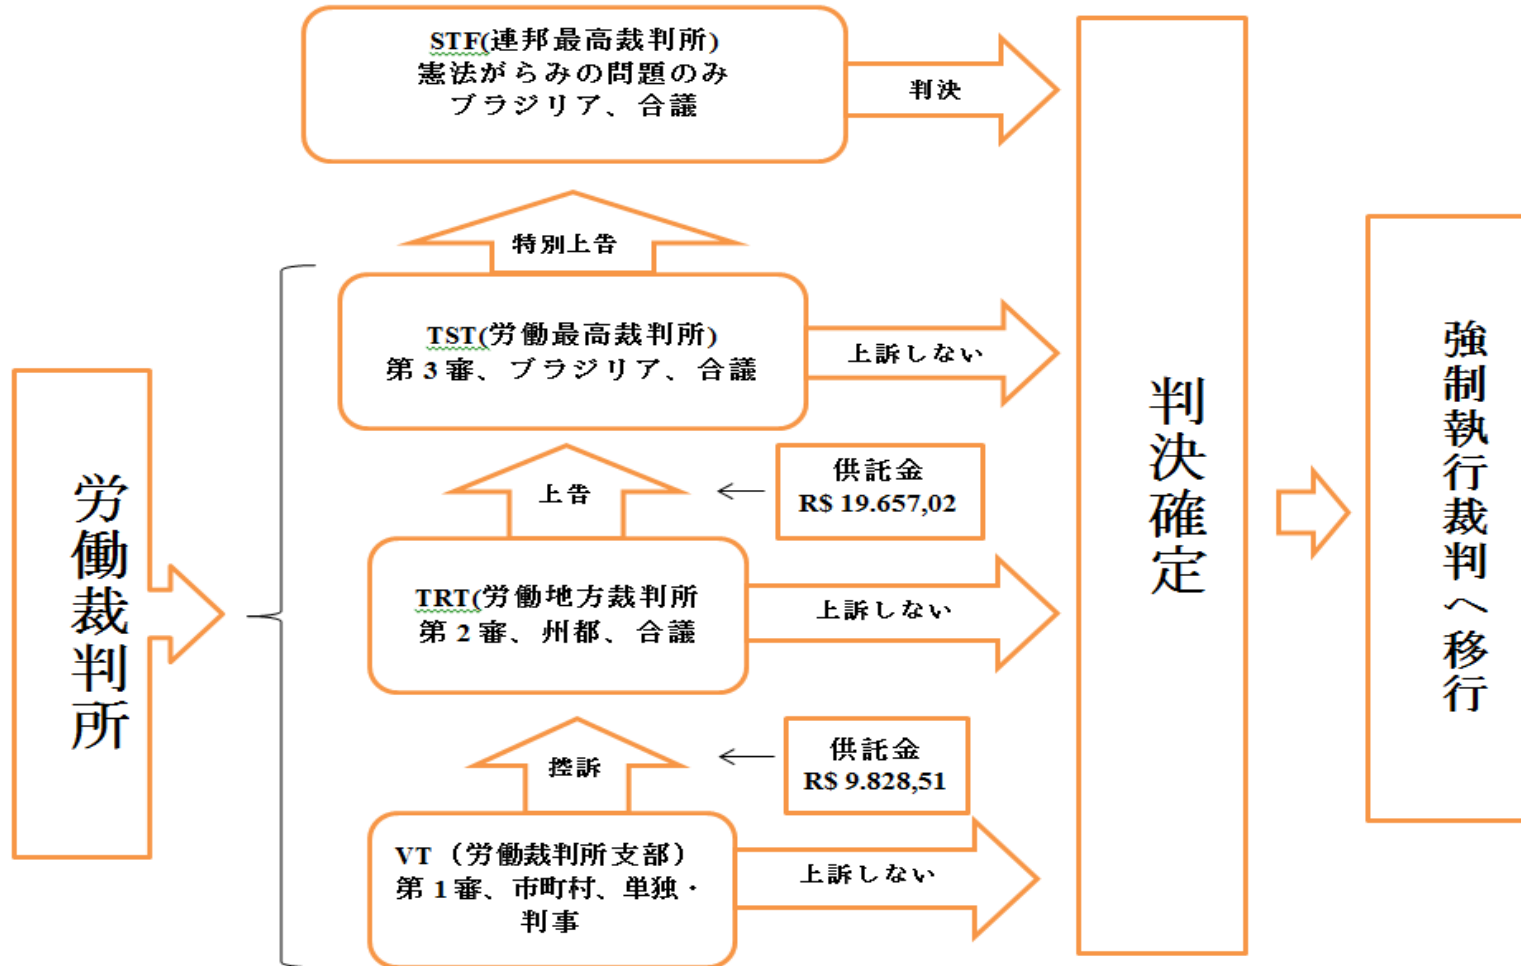 STF(連邦最高裁判所)
憲法がらみの問題のみ
ブラジリア、合議
判決
特別上告
TST(労働最高裁判所)
第3審、ブラジリア、合議
上訴しない
上告
供託金
R$ 19.657,02
TRT(労働地方裁判所
第2審、州都、合議
上訴しない
控訴
供託金
R$ 9.828,51
VT（労働裁判所支部）
第1審、市町村、単独・
判事
上訴しない
労働裁判所
判決確定
強制執行裁判へ移行